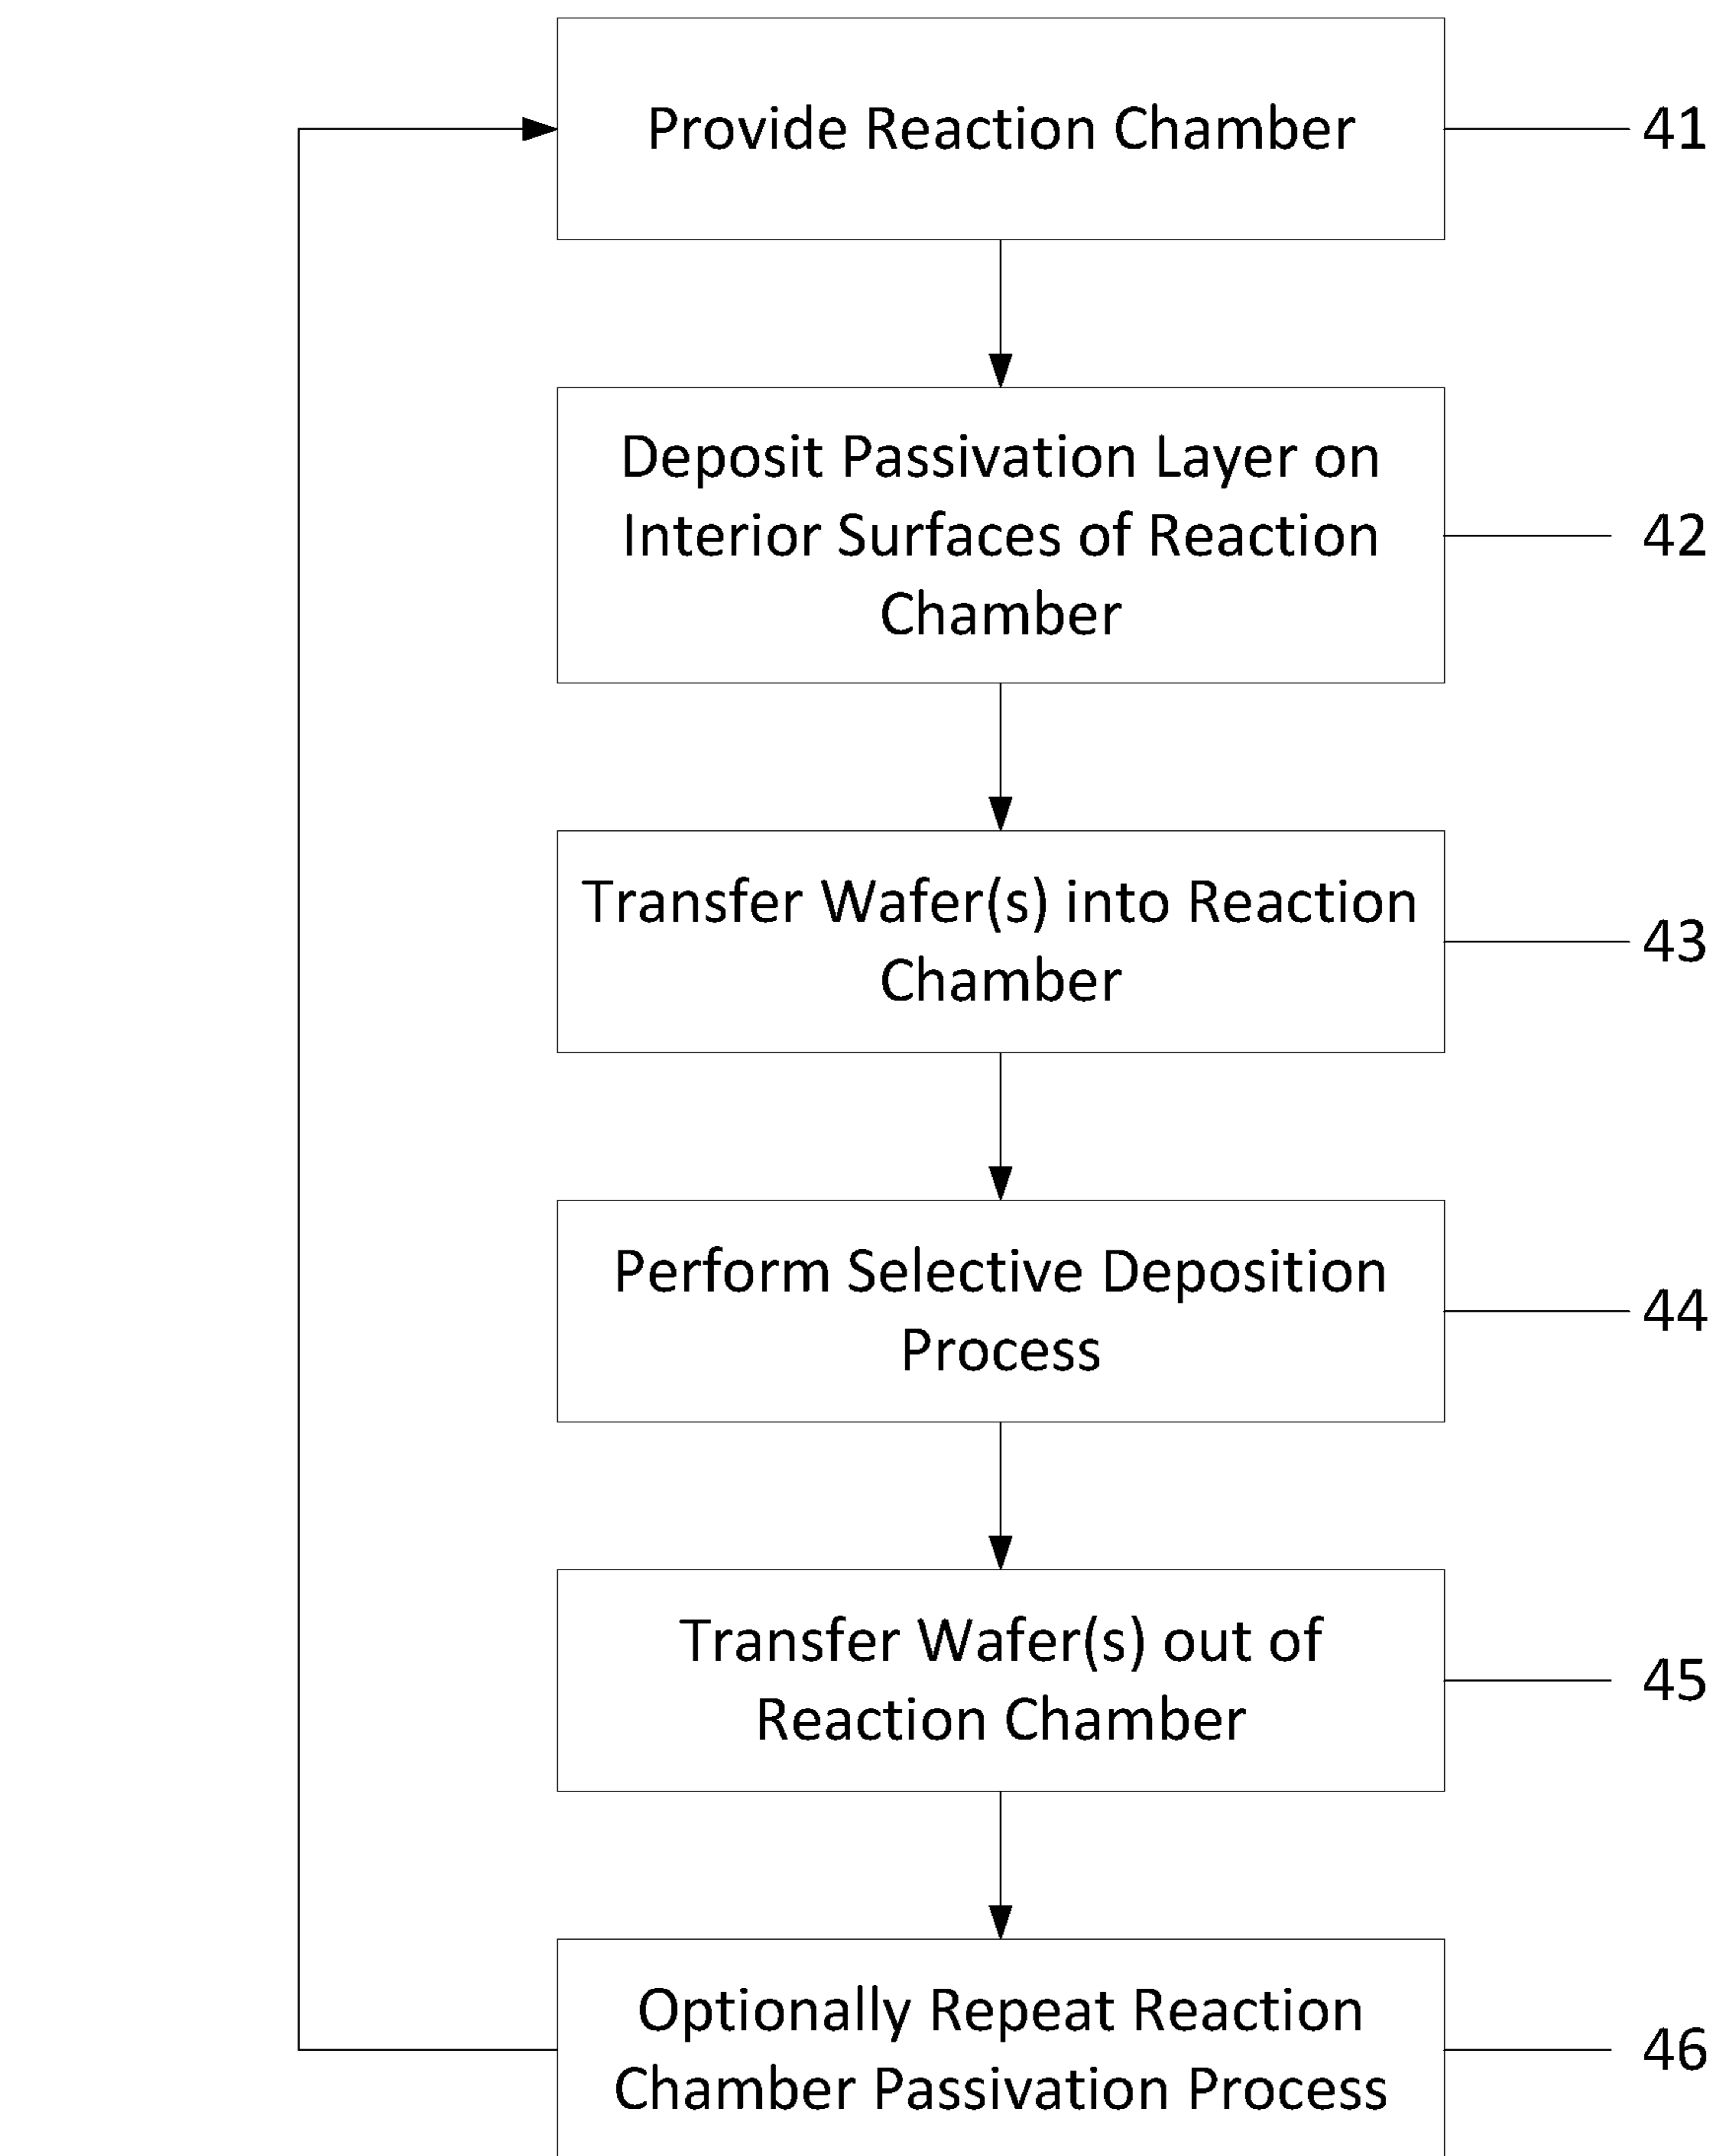 Provide Reaction Chamber
41
Deposit Passivation Layer on
Interior Surfaces of Reaction
42
Chamber
Transfer Wafer(s) into Reaction
43
Chamber
Perform Selective Deposition
44
Process
Transfer Wafer(s) out of
45
Reaction Chamber
Optionally Repeat Reaction
46
Chamber Passivation Process